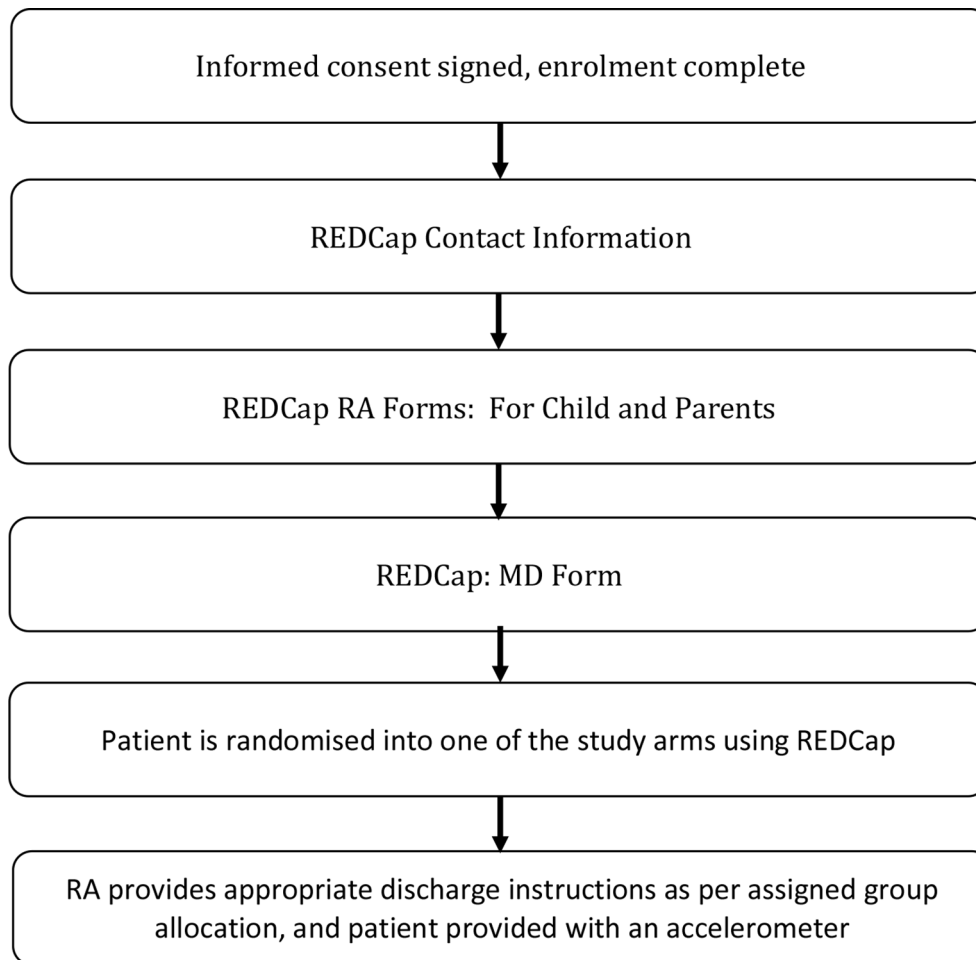 Informed consent signed, enrolment complete
REDCap Contact Information
REDCap RA Forms:  For Child and Parents
REDCap: MD Form
Patient is randomised into one of the study arms using REDCap
RA provides appropriate discharge instructions as per assigned group
allocation, and patient provided with an accelerometer